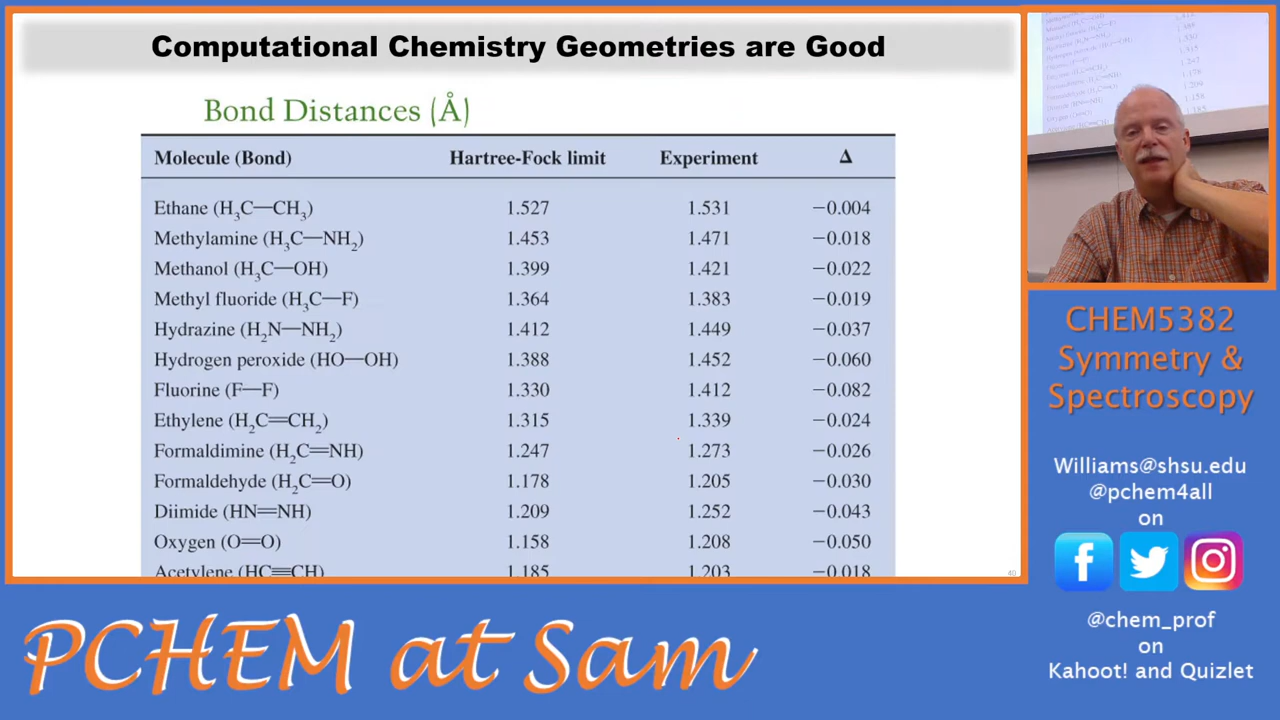 Computational Chemistry Geometries are Good
Bond Distances (Å)
Molecule (Bond) Hartree-Fock limit Experiment Δ
Ethane (H₃C—CH₃) 1.527 1.531 −0.004
Methylamine (H₃C—NH₂) 1.453 1.471 −0.018
Methanol (H₃C—OH) 1.399 1.421 −0.022
Methyl fluoride (H₃C—F) 1.364 1.383 −0.019
Hydrazine (H₂N—NH₂) 1.412 1.449 −0.037
Hydrogen peroxide (HO—OH) 1.388 1.452 −0.060
Fluorine (F—F) 1.330 1.412 −0.082
Ethylene (H₂C=CH₂) 1.315 1.339 −0.024
Formaldimine (H₂C=NH) 1.247 1.273 −0.026
Formaldehyde (H₂C=O) 1.178 1.205 −0.030
Diimide (HN=NH) 1.209 1.252 −0.043
Oxygen (O=O) 1.158 1.208 −0.050
Acetylene (HC≡CH) 1.185 1.203 −0.018
40
CHEM5382
Symmetry &
Spectroscopy
Williams@shsu.edu
@pchem4all
on
@chem_prof
on
Kahoot! and Quizlet
PCHEM at Sam